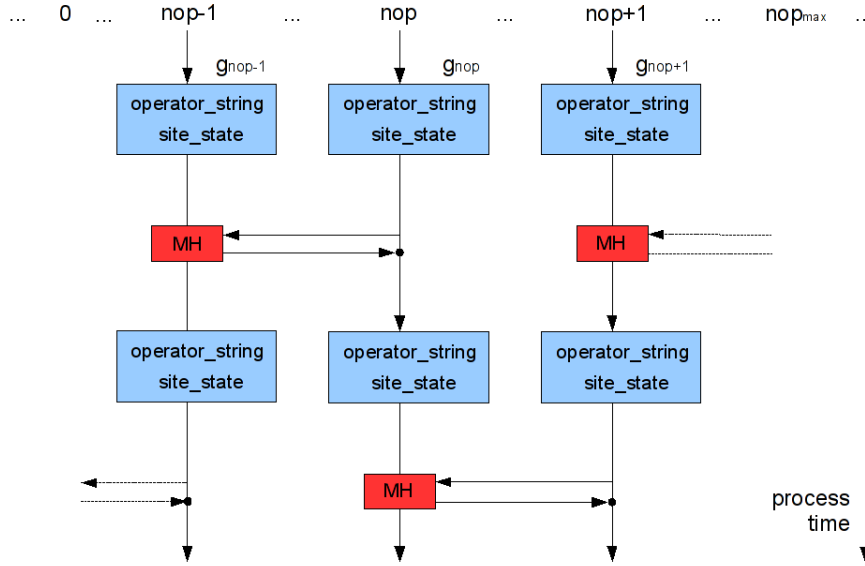 ... 0 ... nop-1 ... nop ... nop+1 ... nopmax ...
gnop-1 gnop gnop+1
operator_string operator_string operator_string
site_state site_state site_state
MH MH
operator_string operator_string operator_string
site_state site_state site_state
MH
process
time